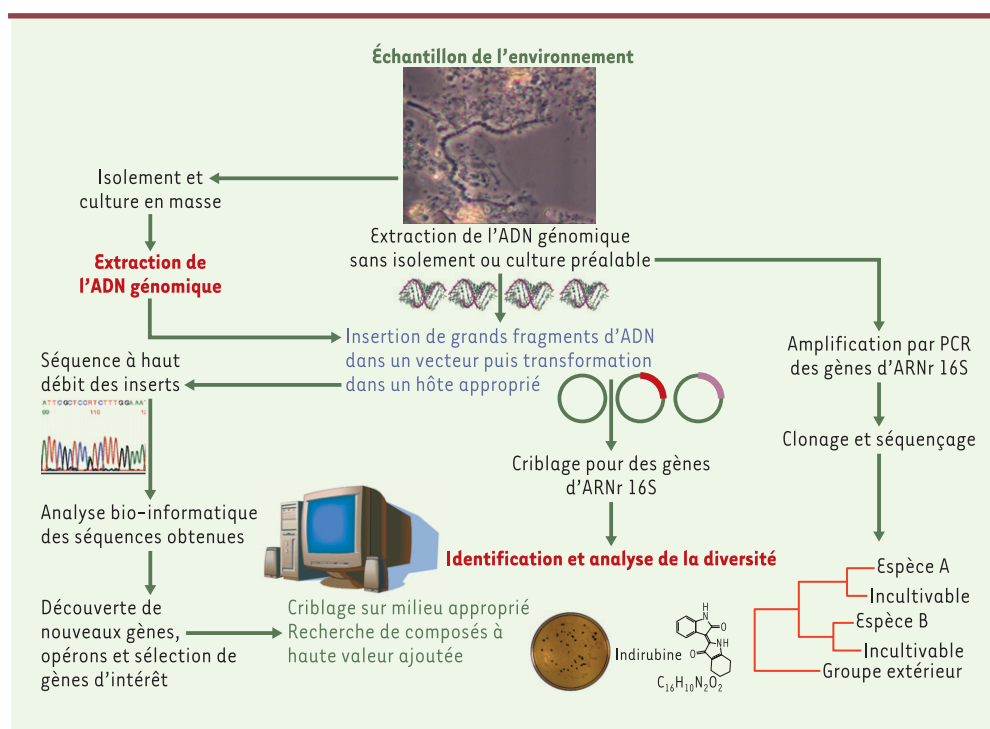 Échantillon de l'environnement
Isolement et
culture en masse
Extraction de
l'ADN génomique
Extraction de l'ADN génomique
sans isolement ou culture préalable
Insertion de grands fragments d'ADN
dans un vecteur puis transformation
dans un hôte approprié
Séquence à haut
débit des inserts
Analyse bio-informatique
des séquences obtenues
Découverte de
nouveaux gènes,
opérons et sélection de
gènes d'intérêt
Criblage sur milieu approprié
Recherche de composés à
haute valeur ajoutée
Criblage pour des gènes
d'ARNr 16S
Identification et analyse de la diversité
Indirubine
H
N
O
NH
O
C16H10N2O2
Amplification par PCR
des gènes d'ARNr 16S
Clonage et séquençage
Espèce A
Incultivable
Espèce B
Incultivable
Groupe extérieur